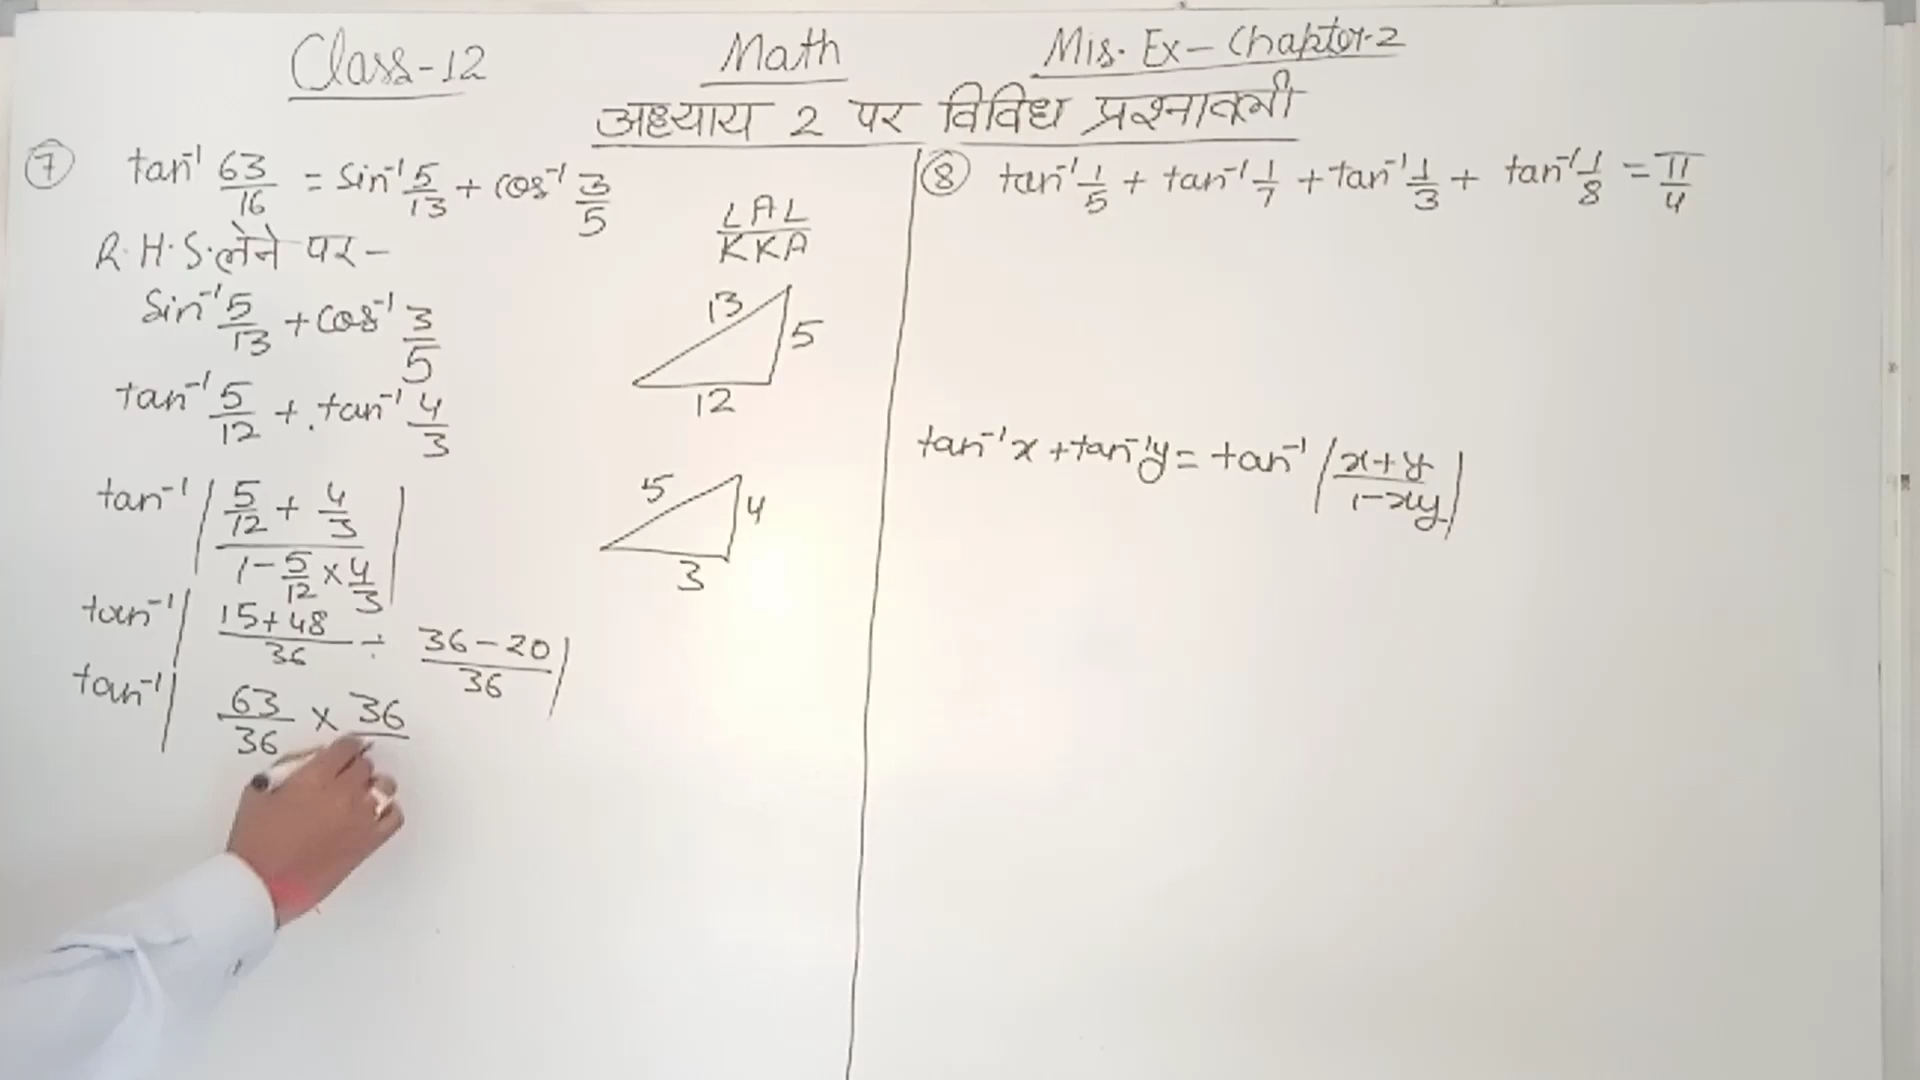 Class-12 Math Mis. Ex - Chapter-2
अध्याय 2 पर विविध प्रश्नावली
⑦ tan⁻¹ 63/16 = sin⁻¹ 5/13 + cos⁻¹ 3/5
R.H.S. लेने पर -
sin⁻¹ 5/13 + cos⁻¹ 3/5
tan⁻¹ 5/12 + . tan⁻¹ 4/3
tan⁻¹ | (5/12 + 4/3) / (1 - 5/12 × 4/3) |
tan⁻¹ | (15+48)/36 ÷ (36-20)/36 |
tan⁻¹ | 63/36 × 36
LAL
KKA
13
5
12
5
4
3
⑧ tan⁻¹ 1/5 + tan⁻¹ 1/7 + tan⁻¹ 1/3 + tan⁻¹ 1/8 = π/4
tan⁻¹x + tan⁻¹y = tan⁻¹ | (x+y)/(1-xy) |